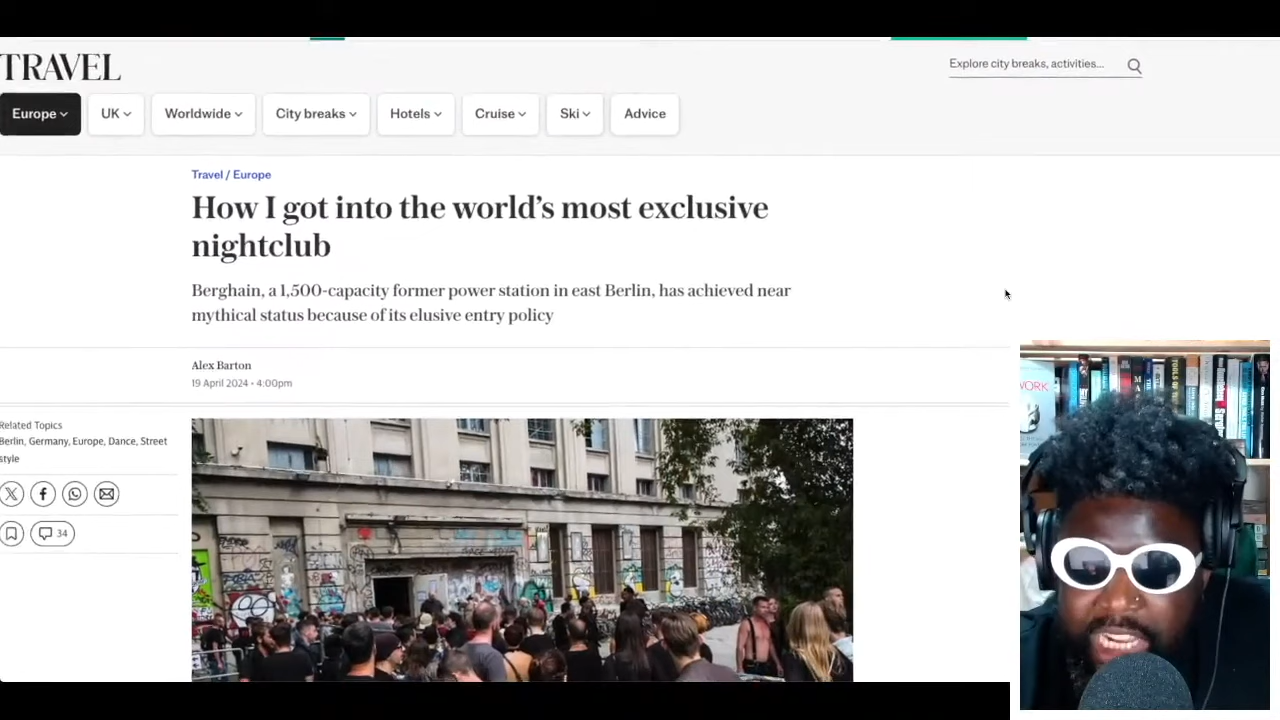 TRAVEL
Explore city breaks, activities...
Europe
UK
Worldwide
City breaks
Hotels
Cruise
Ski
Advice
Travel / Europe
How I got into the world's most exclusive
nightclub
Berghain, a 1,500-capacity former power station in east Berlin, has achieved near
mythical status because of its elusive entry policy
Alex Barton
19 April 2024 • 4:00pm
Related Topics
Berlin, Germany, Europe, Dance, Street
style
34
WORK